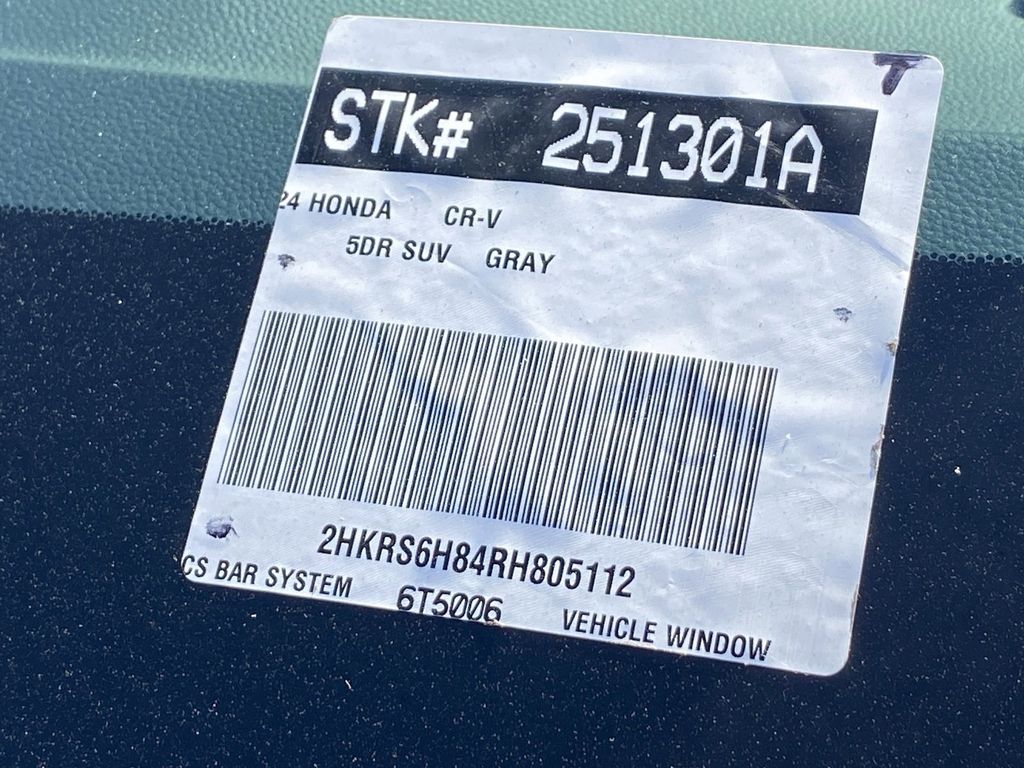 T
STK# 251301A
24 HONDA CR-V
5DR SUV GRAY
2HKRS6H84RH805112
CS BAR SYSTEM 6T5006 VEHICLE WINDOW